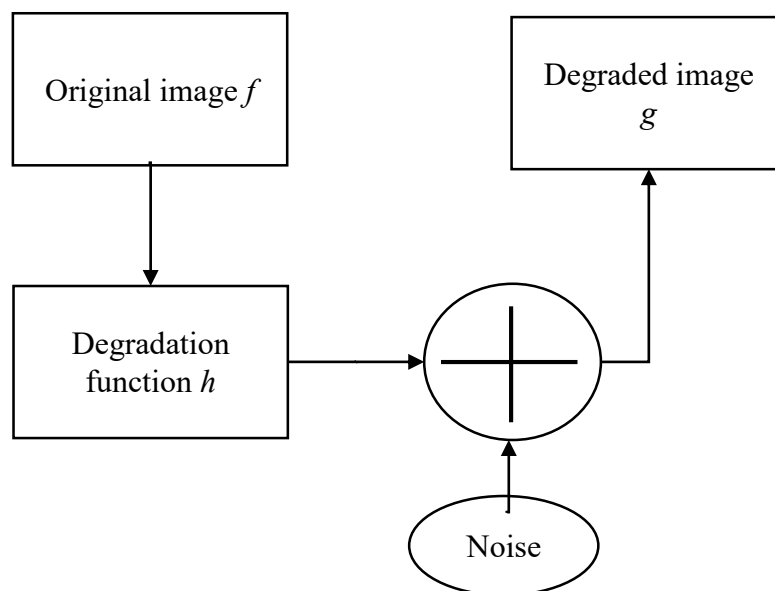 Original image f
Degraded image
g
Degradation
function h
Noise